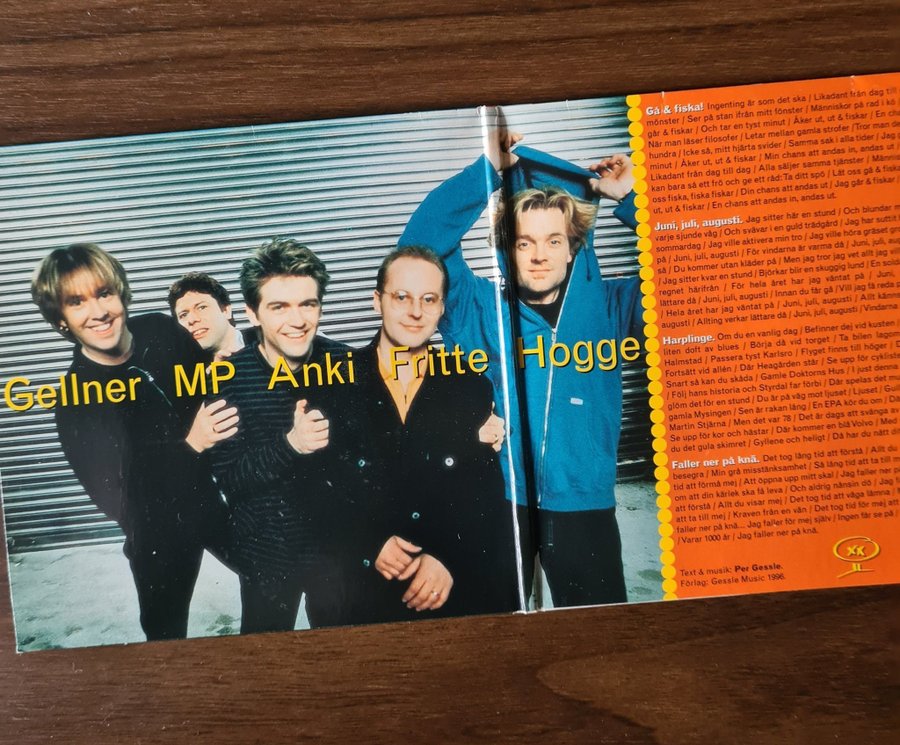 Gellner MP Anki Fritte Hogge
Gå & fiska! Ingenting är som det ska / Likadant från dag till
mönster / Ser på stan ifrån mitt fönster / Människor på rad i kö
går & fiskar / Och tar en tyst minut / Åker ut, ut & fiskar / En cha
När man läser filosofer / Letar mellan gamla strofer / Tror man de
hundra / Icke så, mitt hjärta svider / Samma sak i alla tider / Jag
minut / Åker ut, ut & fiskar / Min chans att andas in, andas ut /
Likadant från dag till dag / Alla säljer samma tjänster / Männi
kan bara så ett frö och ge ett råd: Ta ditt spö / Låt oss gå & fiska
oss fiska, fiska fiskar / Din chans att andas ut / Jag går & fiskar /
ut, ut & fiskar / En chans att andas in, andas ut.
Juni, juli, augusti. Jag sitter här en stund / Och blundar m
varje sjunde våg / Och svävar i en guld trädgård / Jag har suttit
sommardag / Jag ville aktivera min tro / Jag ville höra gräset gr
på / Juni, juli, augusti / För vindarna är varma då / Juni, juli, au
så / Du kommer utan kläder på / Men jag tror jag vet allt jag vi
/ Jag sitter kvar en stund / Björkar blir en skuggig lund / En soldi
regnet härifrån / För hela året har jag väntat på / Juni,
lättare då / Juni, juli, augusti / Innan du får gå / Vill jag få reda
/ Hela året har jag väntat på / Juni, juli, augusti / Allt känn
augusti / Allting verkar lättare då / Juni, juli, augusti / Vindarna
Harplinge. Om du en vanlig dag / Befinner dej vid kusten
liten doft av blues / Börja då vid torget / Ta bilen lagom
Halmstad / Passera tyst Karlsro / Flyget finns till höger / D
Fortsätt vid allén / Där Heagården står / Se upp för cyklist
Snart så kan du skåda / Gamle Doktorns Hus / I just denna
/ Följ hans historia och Styrdal far förbi / Där spelas det mus
glöm det för en stund / Du är på väg mot ljuset / Ljuset / Gui
gamla Mysingen / Sen är rakan lång / En EPA kör du om / Dä
Martin Stjärna / Men det var 78 / Det är dags att svänga av
Se upp för kor och hästar / Där kommer en blå Volvo / Med
du det gula skimret / Gyllene och heligt / Då har du nått di
Faller ner på knä. Det tog lång tid att förstå / Allt du
besegra / Min grå misstänksamhet / Så lång tid att ta till m
tid att förmå mej / Att öppna upp mitt skal / Jag faller ner p
om att din kärlek ska få leva / Och aldrig nånsin dö / Jag
att förstå / Allt du visar mej / Det tog tid att våga lämna /
att ta till mej / Kraven från en vän / Det tog tid för mej att
faller ner på knä... Jag faller för mej själv / Ingen får se på /
/ Varar 1000 år / Jag faller ner på knä.
Text & musik: Per Gessle.
Förlag: Gessle Music 1996.